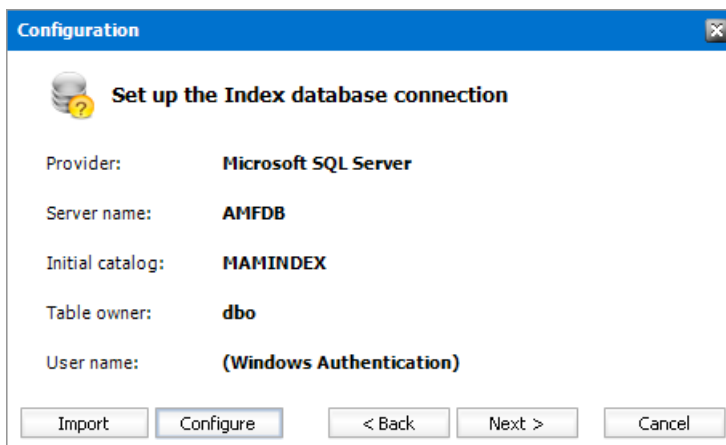 Configuration
Set up the Index database connection
Provider: Microsoft SQL Server
Server name: AMFDB
Initial catalog: MAMINDEX
Table owner: dbo
User name: (Windows Authentication)
Import Configure < Back Next > Cancel